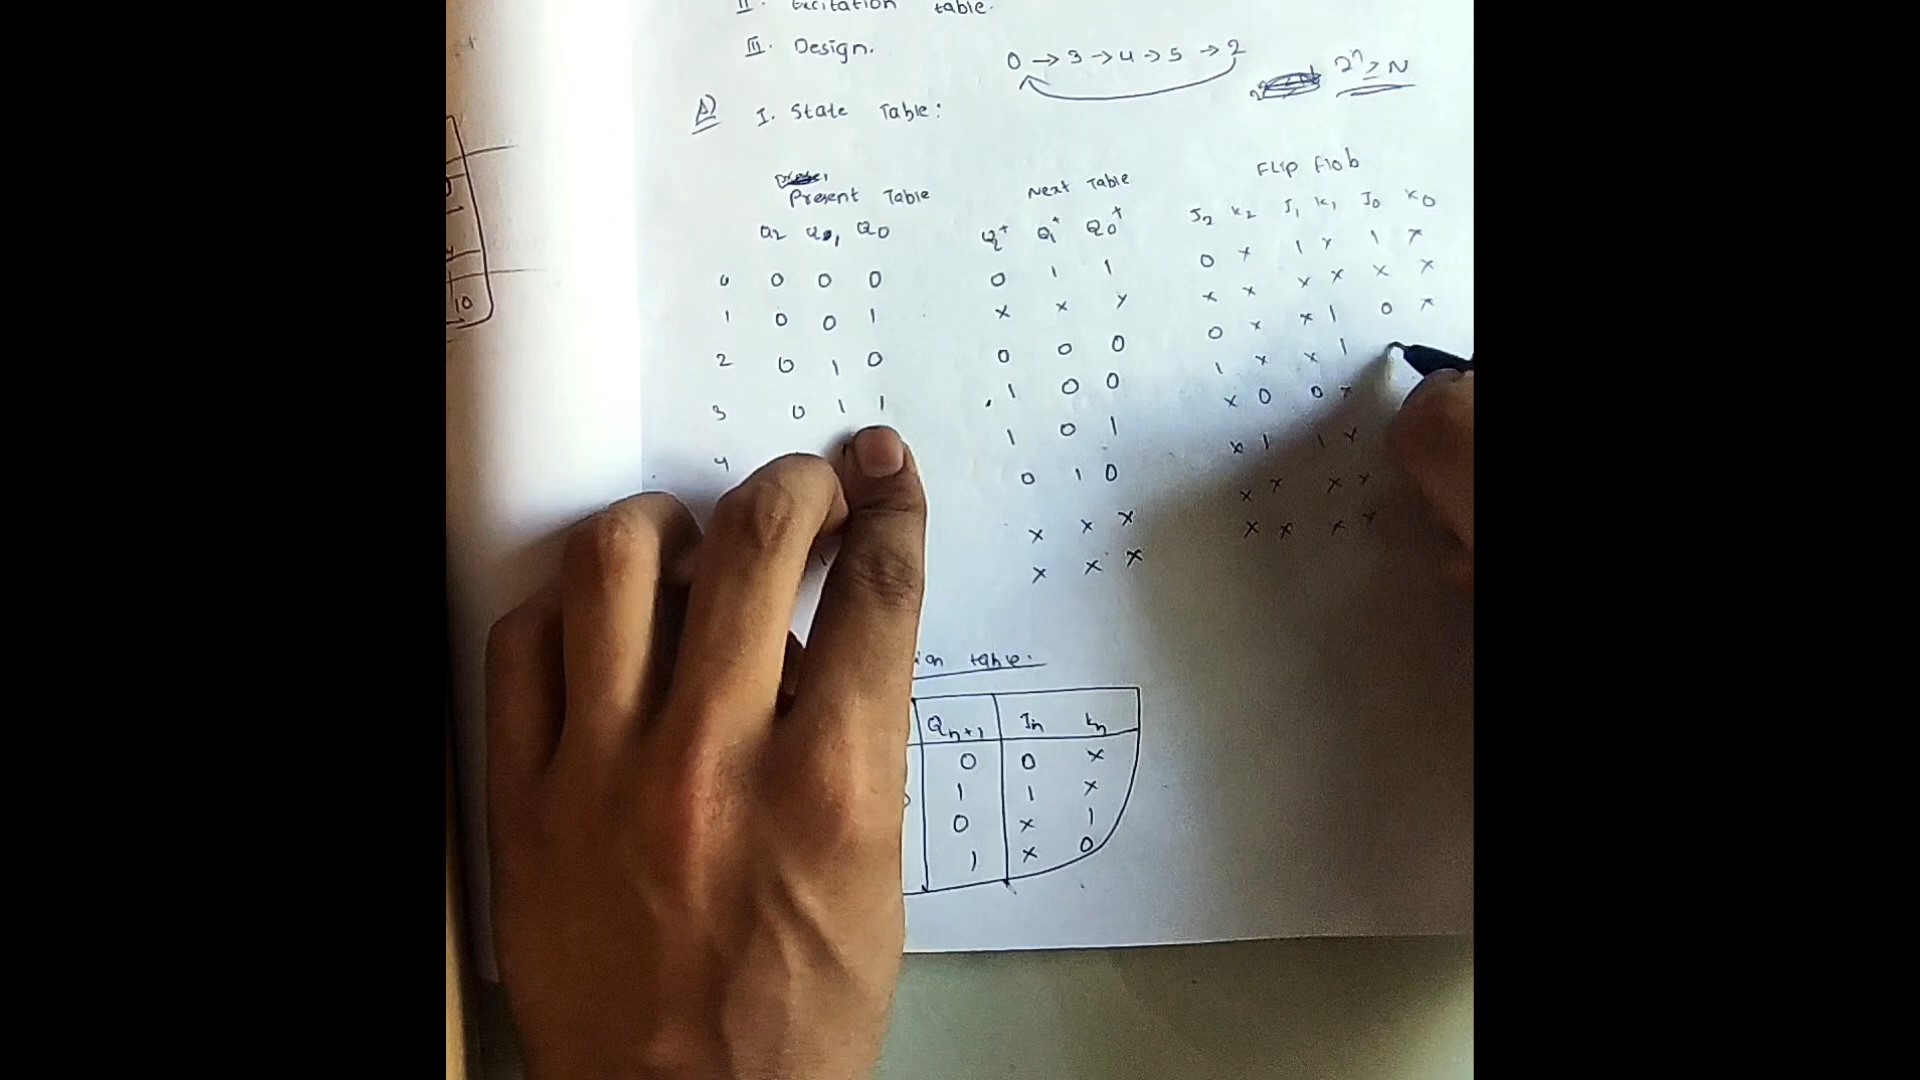 II. Excitation table.
III. Design.
0 → 3 → 4 → 5 → 2
2ⁿ ≥ N
A) I. State Table:
Present Table Next Table Flip Flob
Q2 Q1 Q0 Q2+ Q1+ Q0+ J2 K2 J1 K1 J0 K0
0 0 0 0 0 1 1 0 x 1 x 1 x
1 0 0 1 x x x x x x x x x
2 0 1 0 0 0 0 0 x x 1 0 x
3 0 1 1 1 0 0 1 x x 1
4 1 0 1 x 0 0 x
0 1 0 x 1 1 x
x x x x x x x
x x x x x x x
ion table.
Qn+1 Jn Kn
0 0 x
1 1 x
0 x 1
1 x 0
10